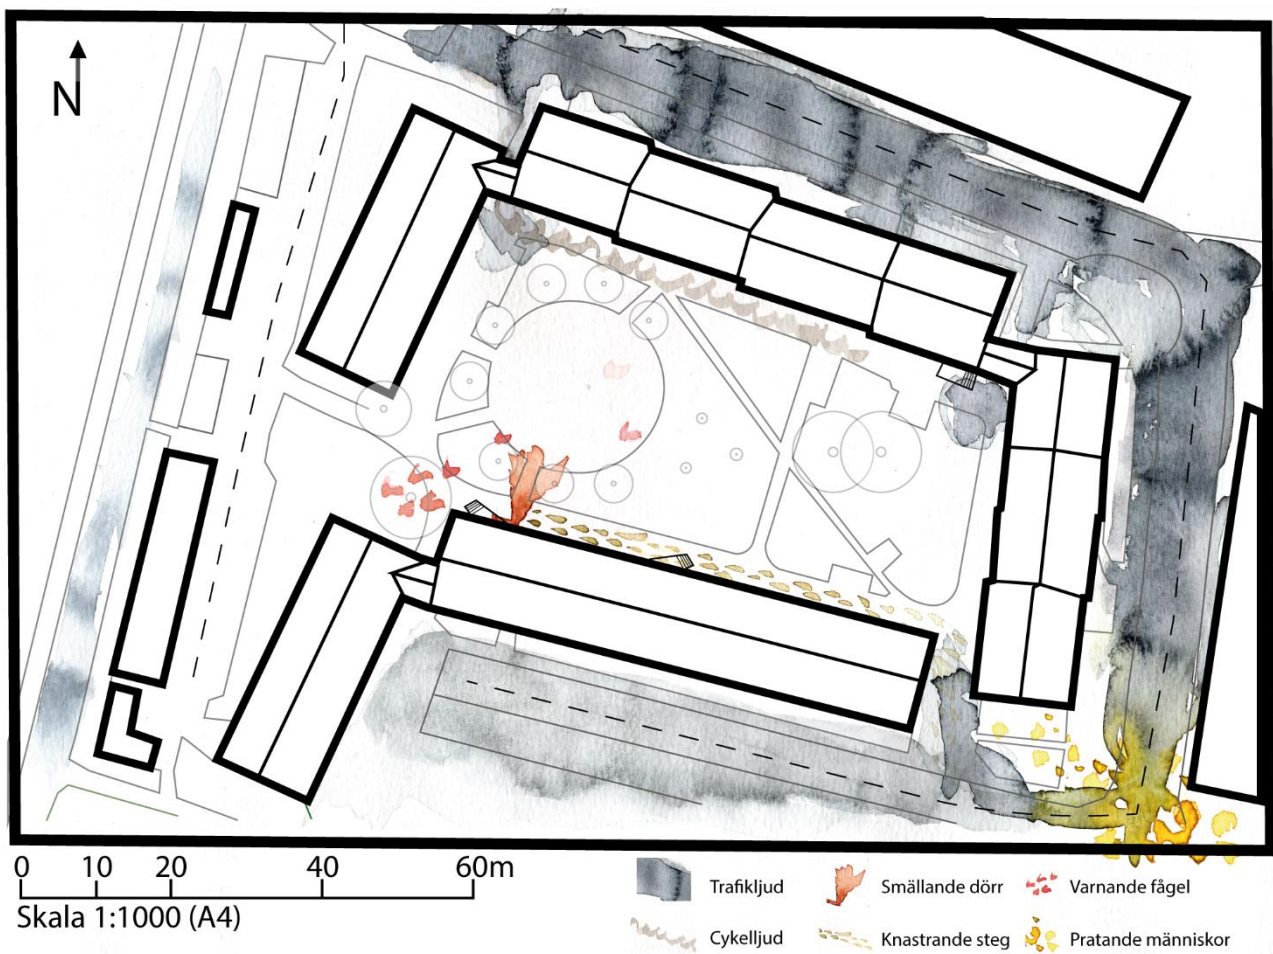 N
0 10 20 40 60m
Skala 1:1000 (A4)
Trafikljud
Smällande dörr
Varnande fågel
Cykelljud
Knastrande steg
Pratande människor